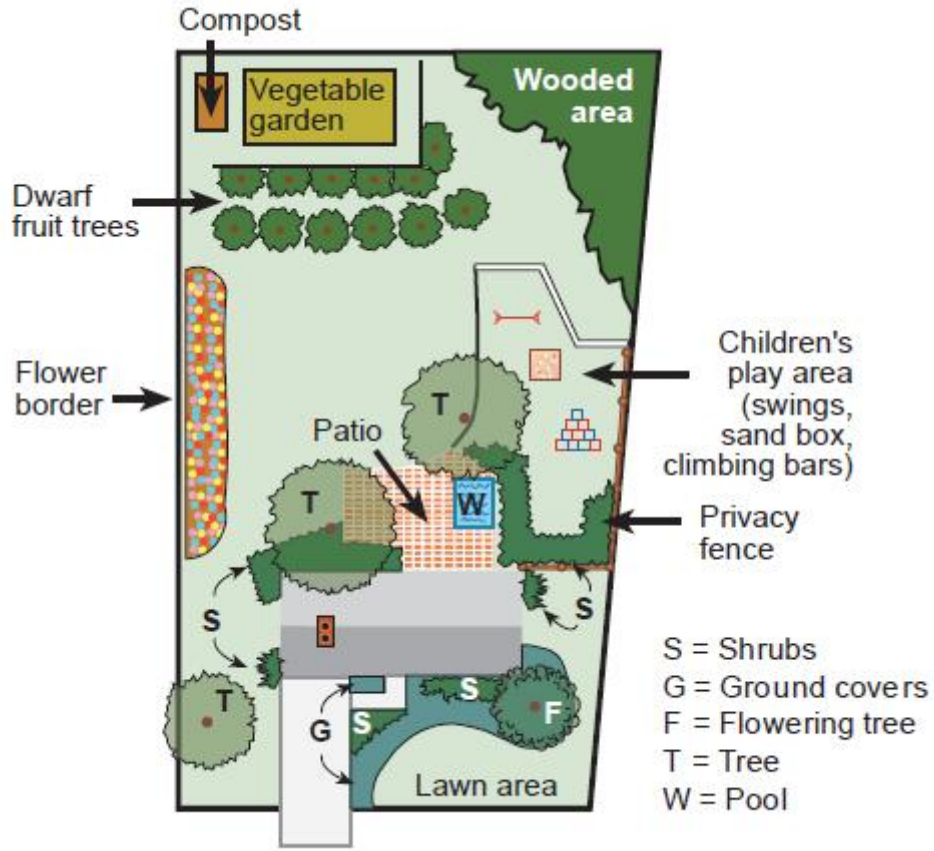 Compost
Vegetable
garden
Wooded
area
Dwarf
fruit trees
Flower
border
Children's
play area
(swings,
sand box,
climbing bars)
T
Patio
T
W
Privacy
fence
S
S
T
G
S
S
F
Lawn area
S = Shrubs
G = Ground covers
F = Flowering tree
T = Tree
W = Pool